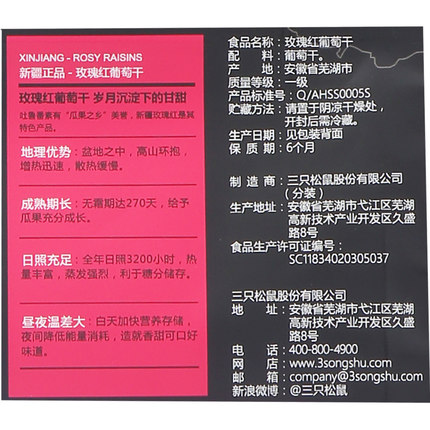 XINJIANG - ROSY RAISINS
新疆正品 - 玫瑰红葡萄干
玫瑰红葡萄干 岁月沉淀下的甘甜
吐鲁番素有“瓜果之乡”美誉，新疆玫瑰红是其
特色产品。
地理优势：盆地之中，高山环抱，
增热迅速，散热缓慢。
成熟期长：无霜期达270天，给予
瓜果充分成长。
日照充足：全年日照3200小时，热
量丰富，蒸发强烈，利于糖分储存。
昼夜温差大：白天加快营养存储，
夜间降低能量消耗，造就香甜可口好
味道。
食品名称：玫瑰红葡萄干
配 料：葡萄干。
产 地：安徽省芜湖市
质量等级：一级
产品标准号：Q/AHSS0005S
贮藏方法：请置于阴凉干燥处，
开封后需冷藏。
生产日期：见包装背面
保 质 期：6个月
制 造 商：三只松鼠股份有限公司
（分装）
生产地址：安徽省芜湖市弋江区芜湖
高新技术产业开发区久盛
路8号
食品生产许可证编号：
SC11834020305037
三只松鼠股份有限公司
地 址：安徽省芜湖市弋江区芜湖
高新技术产业开发区久盛
路8号
电 话：400-800-4900
网 店：www.3songshu.com
邮 箱：company@3songshu.com
新浪微博：@三只松鼠